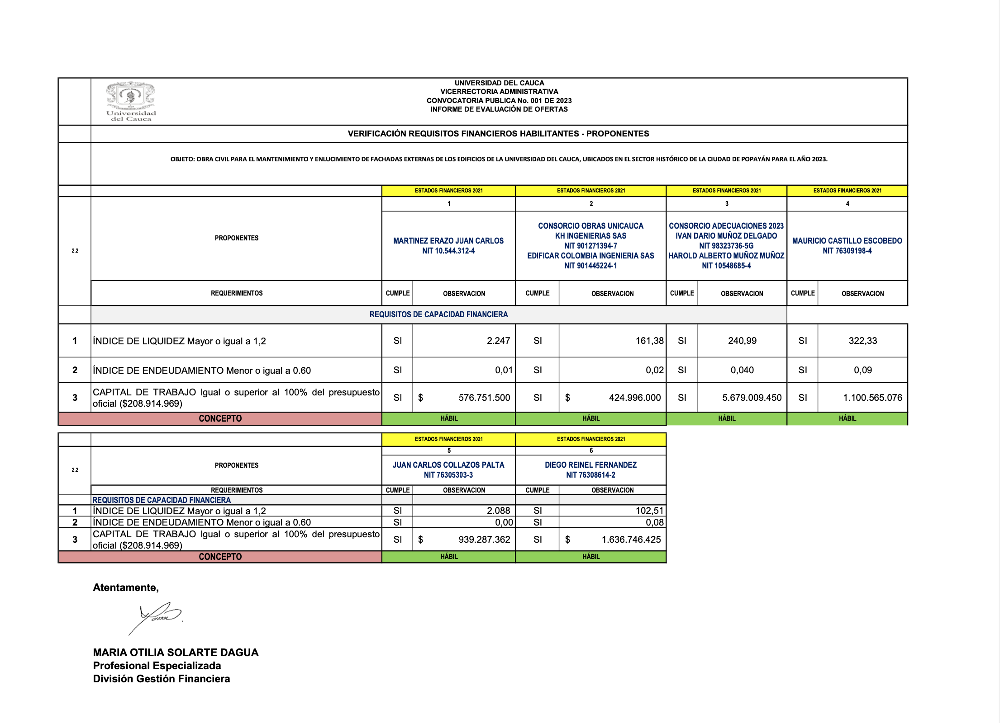 Universidad
del Cauca
UNIVERSIDAD DEL CAUCA
VICERRECTORIA ADMINISTRATIVA
CONVOCATORIA PUBLICA No. 001 DE 2023
INFORME DE EVALUACIÓN DE OFERTAS
VERIFICACIÓN REQUISITOS FINANCIEROS HABILITANTES - PROPONENTES
OBJETO: OBRA CIVIL PARA EL MANTENIMIENTO Y ENLUCIMIENTO DE FACHADAS EXTERNAS DE LOS EDIFICIOS DE LA UNIVERSIDAD DEL CAUCA, UBICADOS EN EL SECTOR HISTÓRICO DE LA CIUDAD DE POPAYÁN PARA EL AÑO 2023.
ESTADOS FINANCIEROS 2021 ESTADOS FINANCIEROS 2021 ESTADOS FINANCIEROS 2021 ESTADOS FINANCIEROS 2021
2.2
PROPONENTES
1
MARTINEZ ERAZO JUAN CARLOS
NIT 10.544.312-4
2
CONSORCIO OBRAS UNICAUCA
KH INGENIERIAS SAS
NIT 901271394-7
EDIFICAR COLOMBIA INGENIERIA SAS
NIT 901445224-1
3
CONSORCIO ADECUACIONES 2023
IVAN DARIO MUÑOZ DELGADO
NIT 98323736-5G
HAROLD ALBERTO MUÑOZ MUÑOZ
NIT 10548685-4
4
MAURICIO CASTILLO ESCOBEDO
NIT 76309198-4
REQUERIMIENTOS CUMPLE OBSERVACION CUMPLE OBSERVACION CUMPLE OBSERVACION CUMPLE OBSERVACION
REQUISITOS DE CAPACIDAD FINANCIERA
1 ÍNDICE DE LIQUIDEZ Mayor o igual a 1,2 SI 2.247 SI 161,38 SI 240,99 SI 322,33
2 ÍNDICE DE ENDEUDAMIENTO Menor o igual a 0.60 SI 0,01 SI 0,02 SI 0,040 SI 0,09
3 CAPITAL DE TRABAJO Igual o superior al 100% del presupuesto
oficial ($208.914.969) SI $ 576.751.500 SI $ 424.996.000 SI 5.679.009.450 SI 1.100.565.076
CONCEPTO HÁBIL HÁBIL HÁBIL HÁBIL
ESTADOS FINANCIEROS 2021 ESTADOS FINANCIEROS 2021
2.2
PROPONENTES
5
JUAN CARLOS COLLAZOS PALTA
NIT 76305303-3
6
DIEGO REINEL FERNANDEZ
NIT 76308614-2
REQUERIMIENTOS CUMPLE OBSERVACION CUMPLE OBSERVACION
REQUISITOS DE CAPACIDAD FINANCIERA
1 ÍNDICE DE LIQUIDEZ Mayor o igual a 1,2 SI 2.088 SI 102,51
2 ÍNDICE DE ENDEUDAMIENTO Menor o igual a 0.60 SI 0,00 SI 0,08
3 CAPITAL DE TRABAJO Igual o superior al 100% del presupuesto
oficial ($208.914.969) SI $ 939.287.362 SI $ 1.636.746.425
CONCEPTO HÁBIL HÁBIL
Atentamente,
MARIA OTILIA SOLARTE DAGUA
Profesional Especializada
División Gestión Financiera